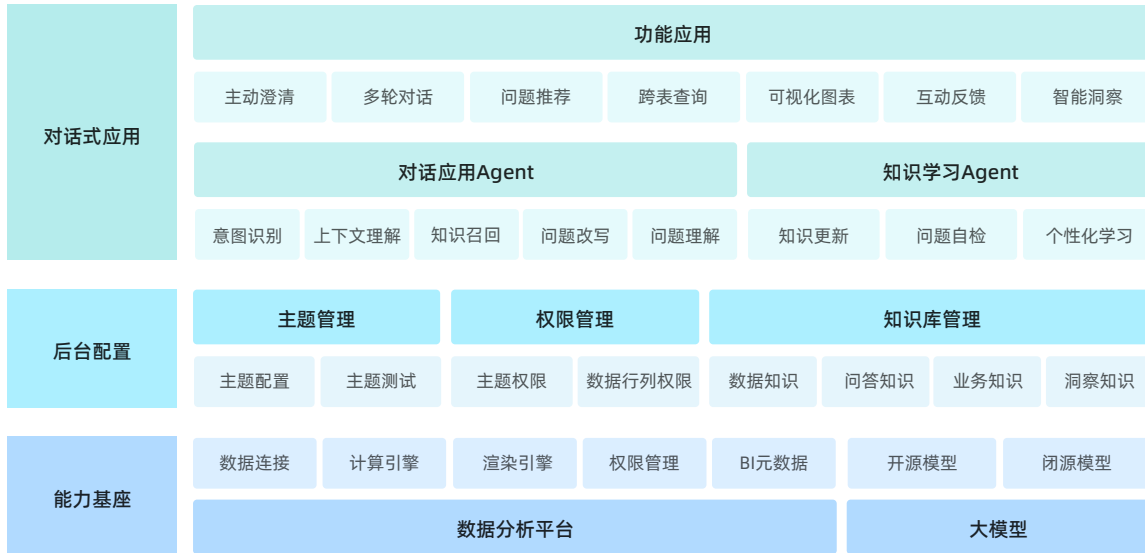 对话式应用
功能应用
主动澄清
多轮对话
问题推荐
跨表查询
可视化图表
互动反馈
智能洞察
对话应用Agent
知识学习Agent
意图识别
上下文理解
知识召回
问题改写
问题理解
知识更新
问题自检
个性化学习
后台配置
主题管理
权限管理
知识库管理
主题配置
主题测试
主题权限
数据行列权限
数据知识
问答知识
业务知识
洞察知识
能力基座
数据连接
计算引擎
渲染引擎
权限管理
BI元数据
开源模型
闭源模型
数据分析平台
大模型